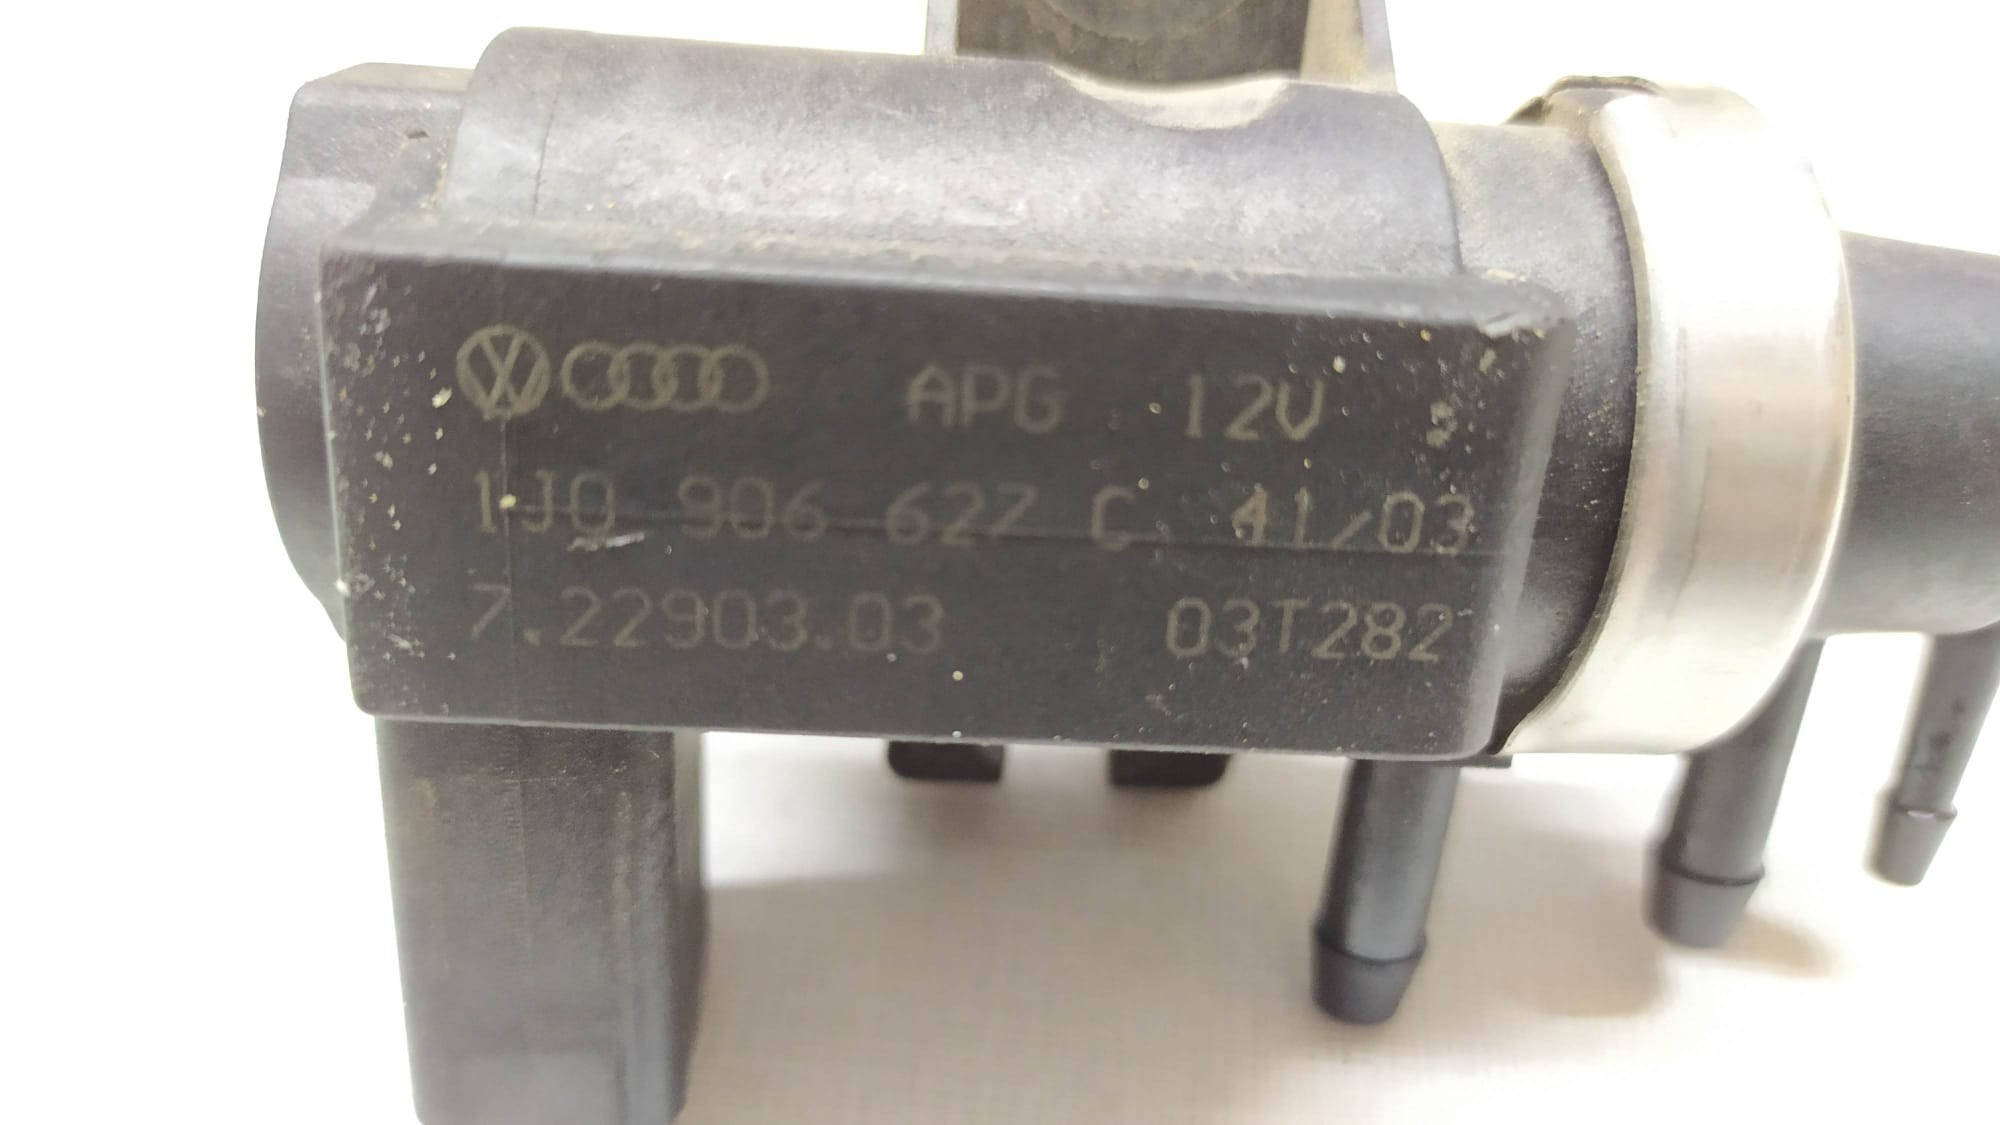 APG 12V
1J0 906 627 C 41/03
7.22903.03 03T282